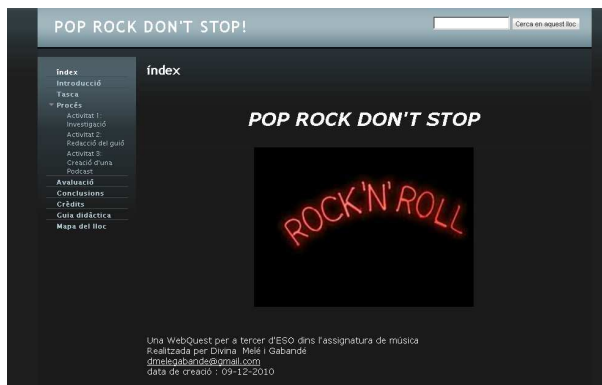 POP ROCK DON'T STOP!
Cerca en aquest lloc
índex
Introducció
Tasca
Procés
Activitat 1:
Investigació
Activitat 2:
Redacció del guió
Activitat 3:
Creació d'una
Podcast
Avaluació
Conclusions
Crèdits
Guia didàctica
Mapa del lloc
índex
POP ROCK DON'T STOP
ROCK'N'ROLL
Una WebQuest per a tercer d'ESO dins l'assignatura de música
Realitzada per Divina Melé i Gabandé
dmelegabande@gmail.com
data de creació : 09-12-2010